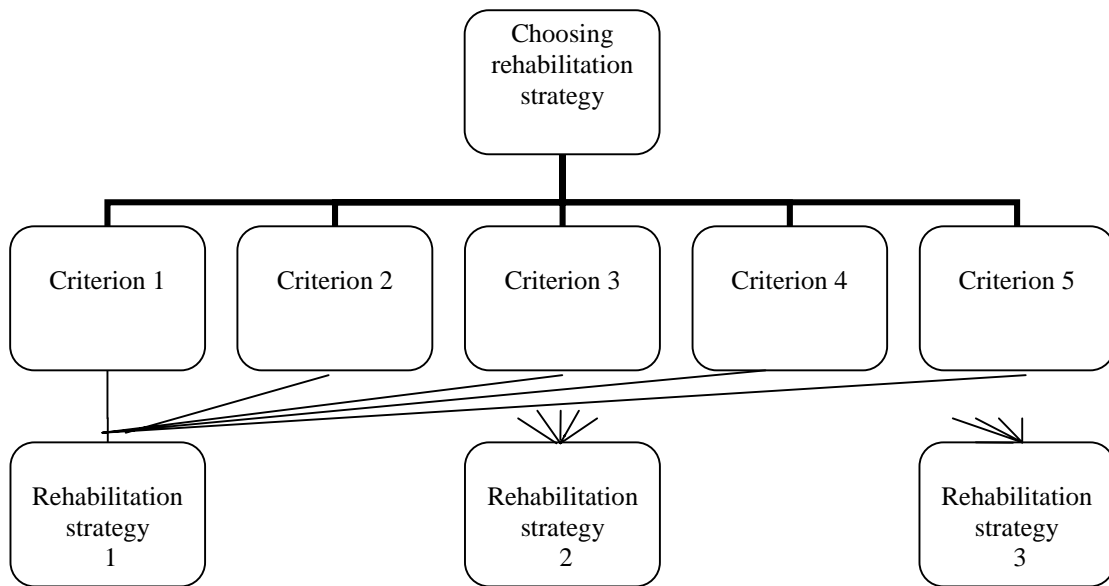 Choosing
rehabilitation
strategy
Criterion 1
Criterion 2
Criterion 3
Criterion 4
Criterion 5
Rehabilitation
strategy
1
Rehabilitation
strategy
2
Rehabilitation
strategy
3